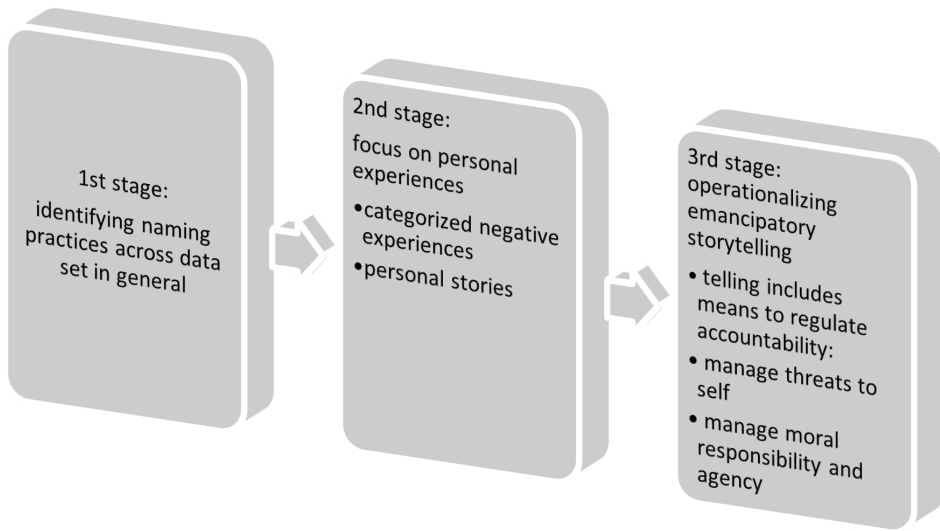 1st stage:
identifying naming
practices across data
set in general
2nd stage:
focus on personal
experiences
•categorized negative
experiences
•personal stories
3rd stage:
operationalizing
emancipatory
storytelling
• telling includes
means to regulate
accountability:
• manage threats to
self
• manage moral
responsibility and
agency